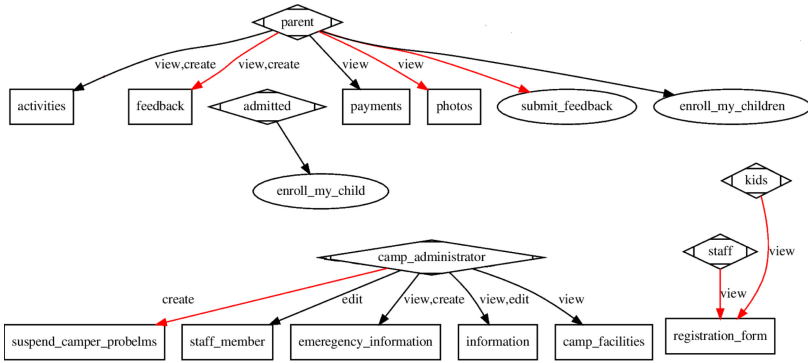 parent
view,create
view,create
view
view
activities
feedback
admitted
payments
photos
submit_feedback
enroll_my_children
enroll_my_child
kids
staff
view
view
camp_administrator
create
edit
view,create
view,edit
view
suspend_camper_probelms
staff_member
emeregency_information
information
camp_facilities
registration_form